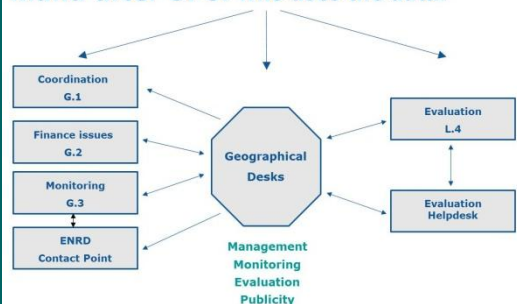 Coordination
G.1
Finance issues
G.2
Monitoring
G.3
ENRD
Contact Point
Geographical
Desks
Management
Monitoring
Evaluation
Publicity
Evaluation
L.4
Evaluation
Helpdesk